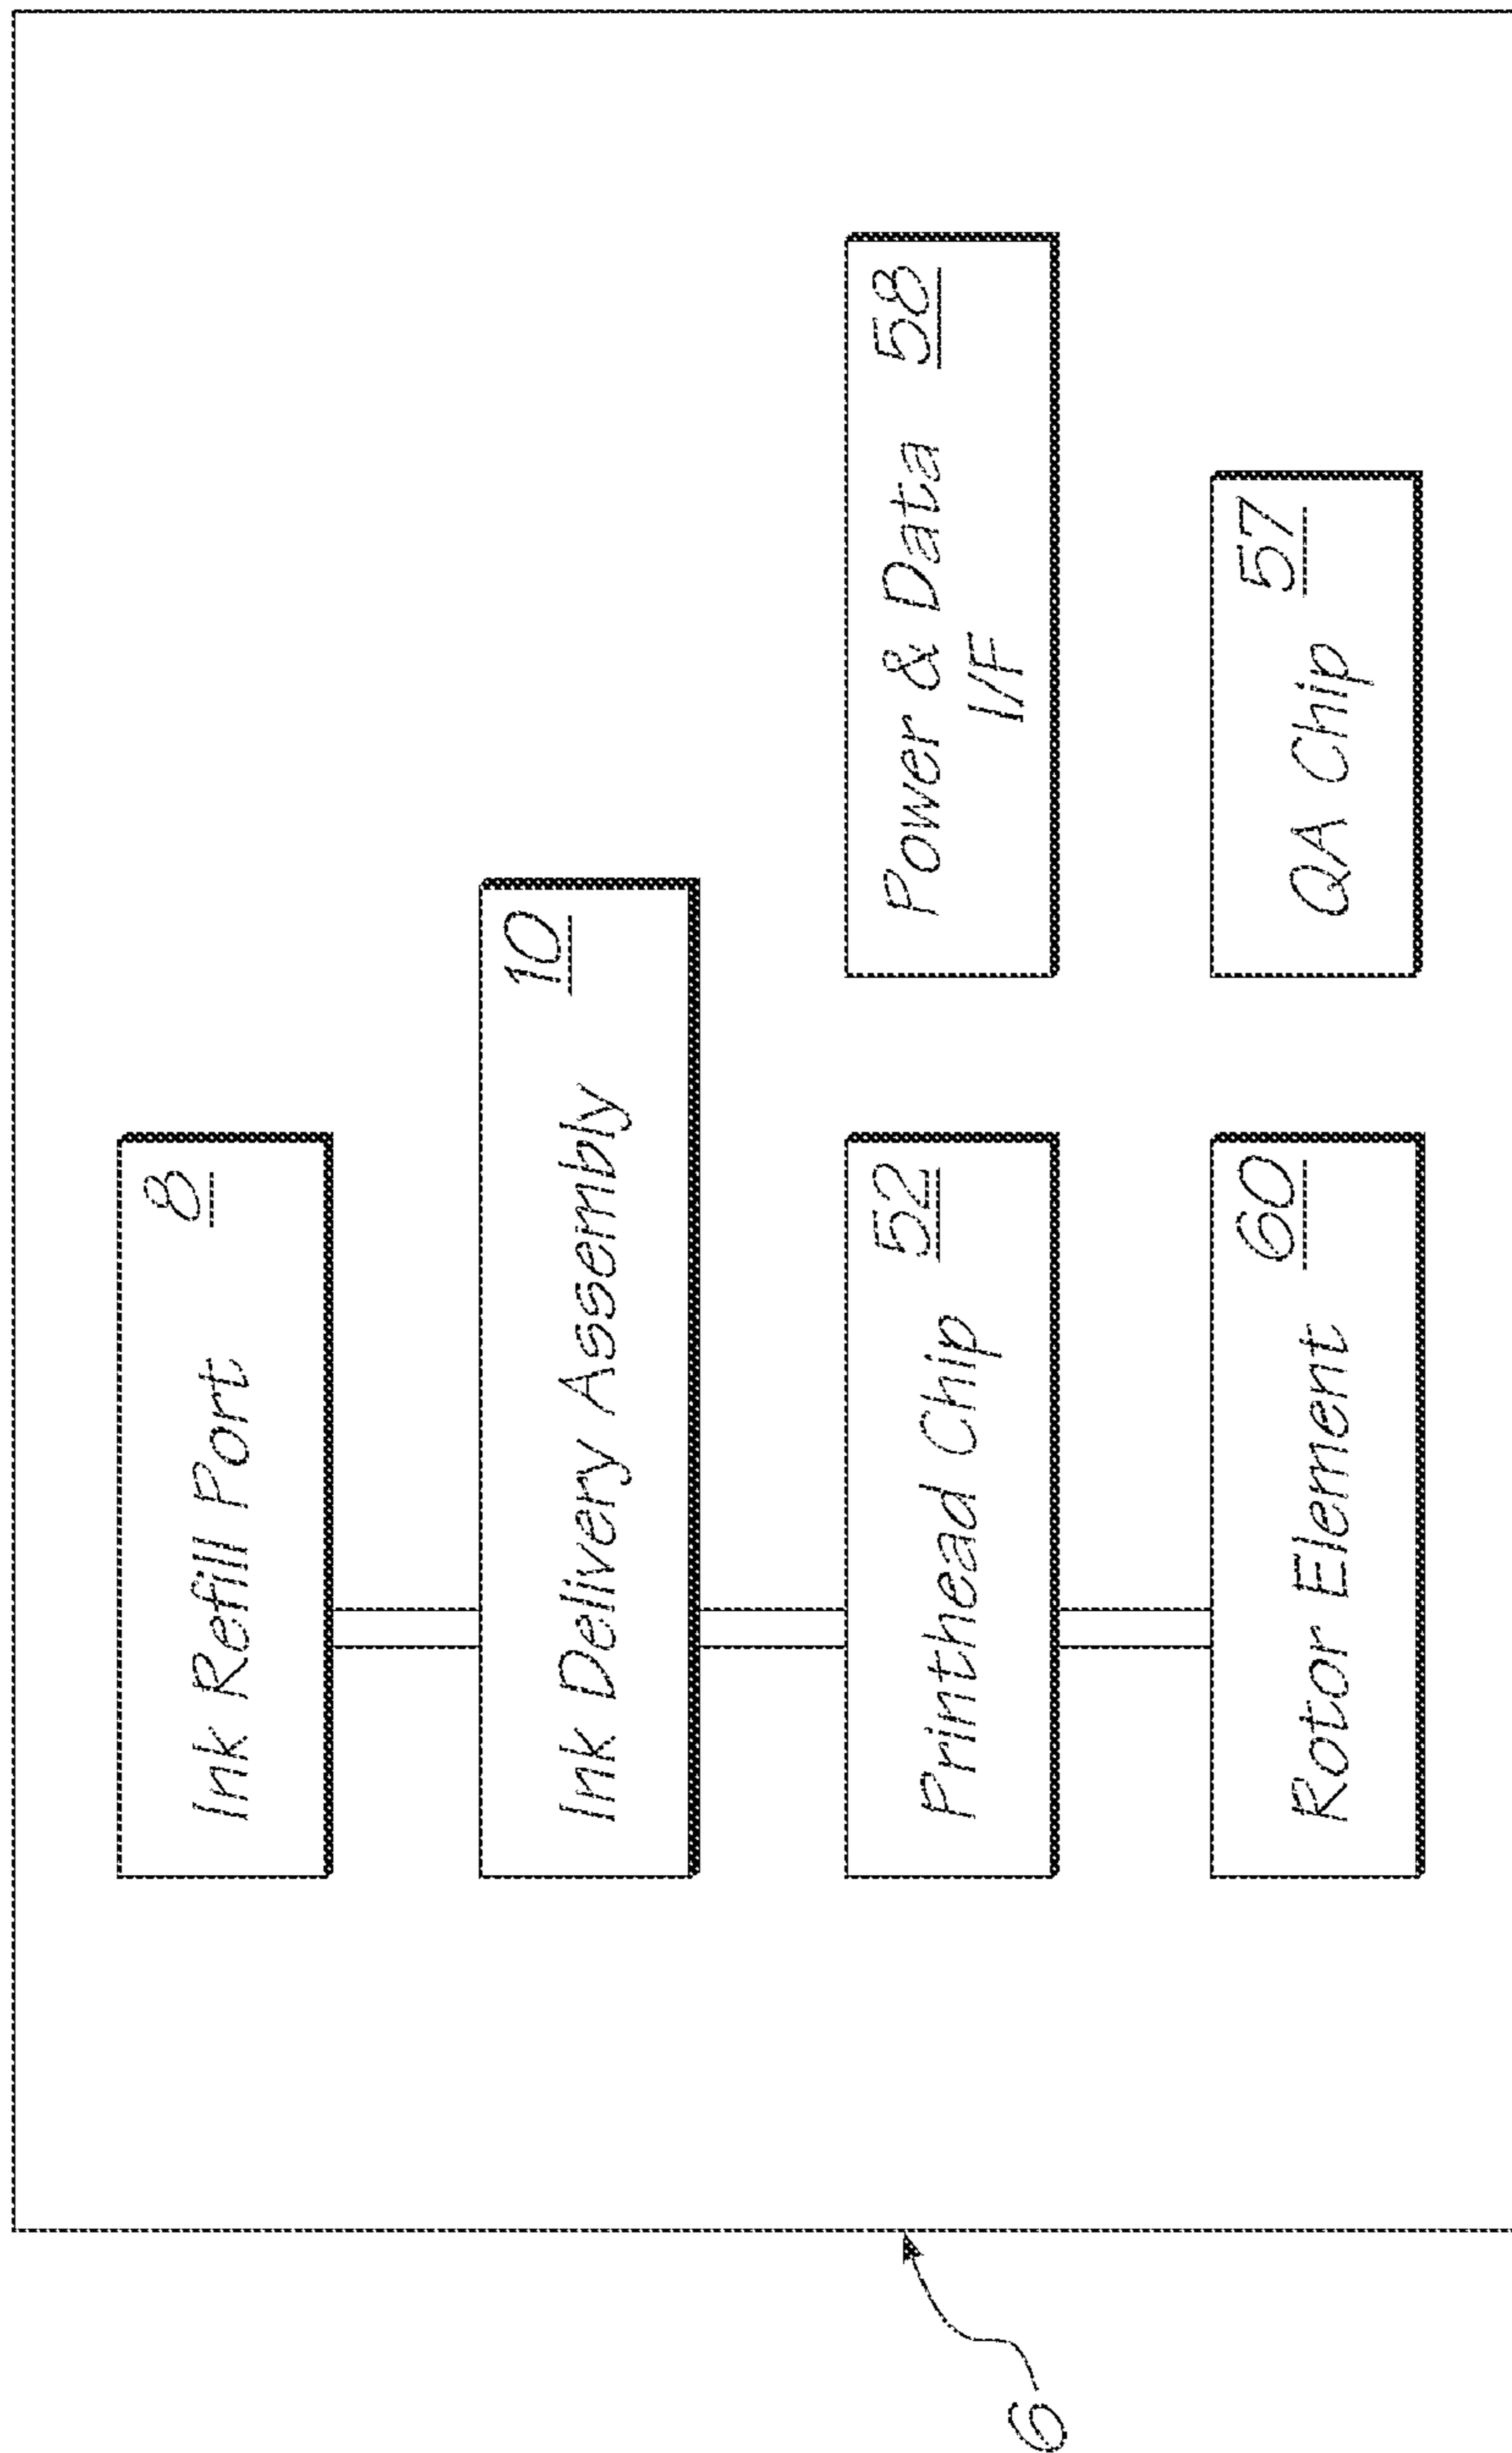 Ink Refill Port 8
Ink Delivery Assembly 10
Printhead Chip 52
Power & Data 58
I/F
Rotor Element 60
QA Chip 57
6